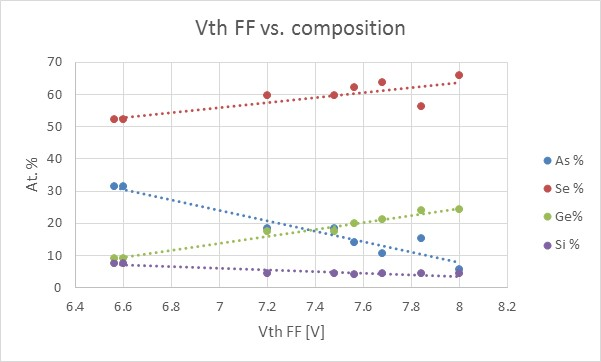 Vth FF vs. composition
70
60
50
40
30
20
10
0
At. %
6.4 6.6 6.8 7 7.2 7.4 7.6 7.8 8 8.2
Vth FF [V]
As %
Se %
Ge%
Si %